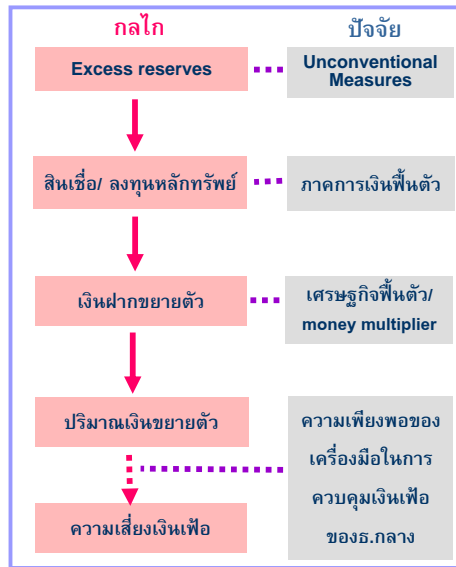 กลไก
ปัจจัย
Excess reserves
Unconventional
Measures
สินเชื่อ/ ลงทุนหลักทรัพย์
ภาคการเงินฟื้นตัว
เงินฝากขยายตัว
เศรษฐกิจฟื้นตัว/
money multiplier
ปริมาณเงินขยายตัว
ความเพียงพอของ
เครื่องมือในการ
ควบคุมเงินเฟ้อ
ของธ.กลาง
ความเสี่ยงเงินเฟ้อ